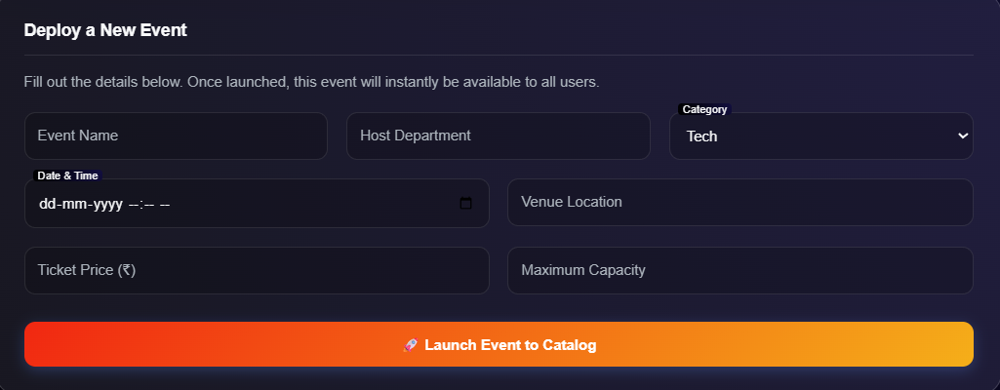 Deploy a New Event
Fill out the details below. Once launched, this event will instantly be available to all users.
Event Name
Host Department
Category
Tech
Date & Time
dd-mm-yyyy --:-- --
Venue Location
Ticket Price (₹)
Maximum Capacity
🚀 Launch Event to Catalog